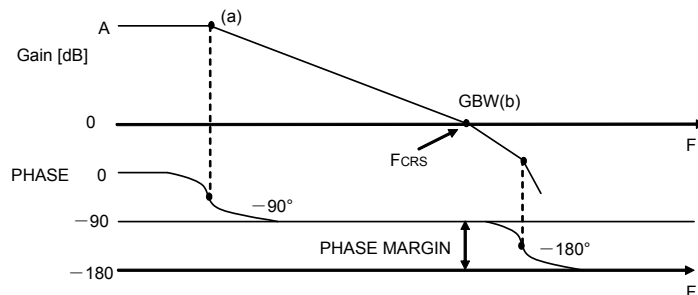 A
(a)
Gain [dB]
GBW(b)
0
FCRS
F
0
PHASE
−90°
−90
PHASE MARGIN
−180°
−180
F